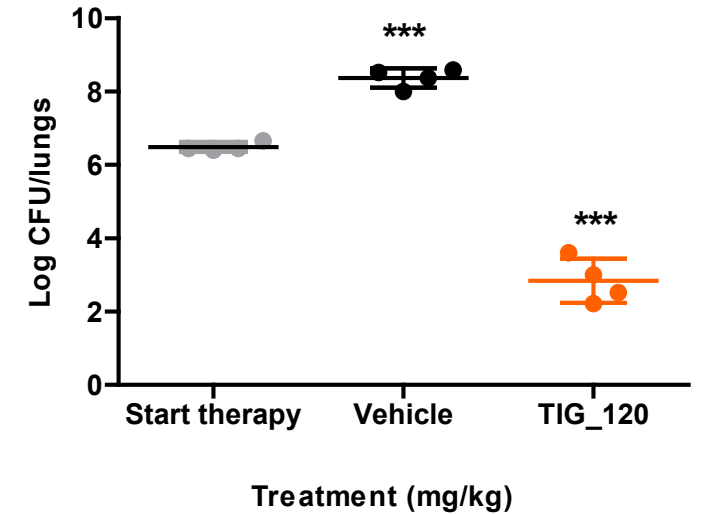 Log CFU/lungs
10
8
6
4
2
0
***
***
Start therapy
Vehicle
TIG_120
Treatment (mg/kg)